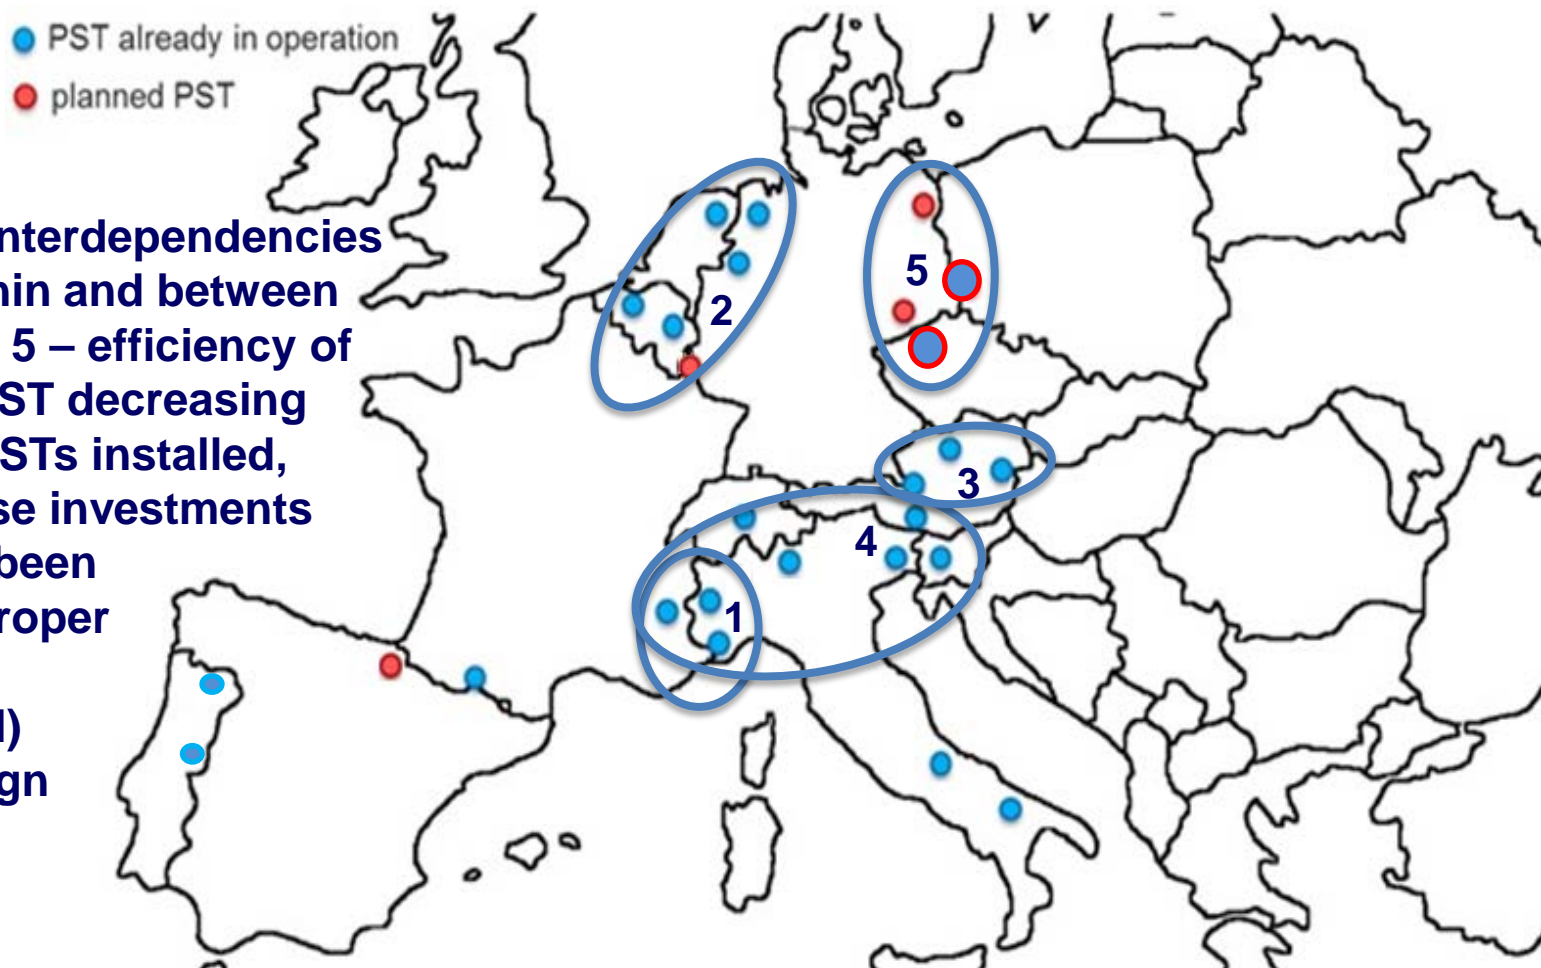 PST already in operation
planned PST
nterdependencies
nin and between
5 – efficiency of
ST decreasing
STs installed,
se investments
been
roper
l)
gn
2
5
3
4
1